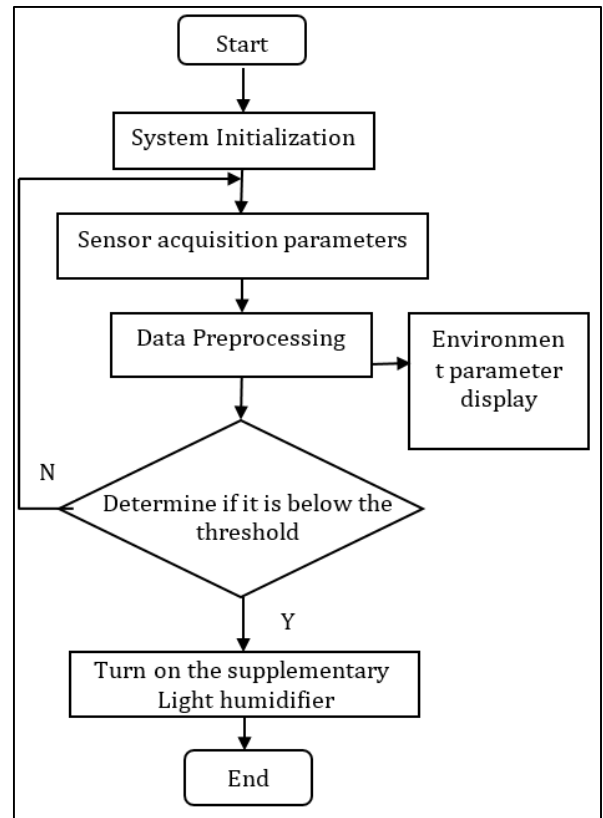 Start
System Initialization
Sensor acquisition parameters
Data Preprocessing
Environmen
t parameter
display
N
Determine if it is below the
threshold
Y
Turn on the supplementary
Light humidifier
End